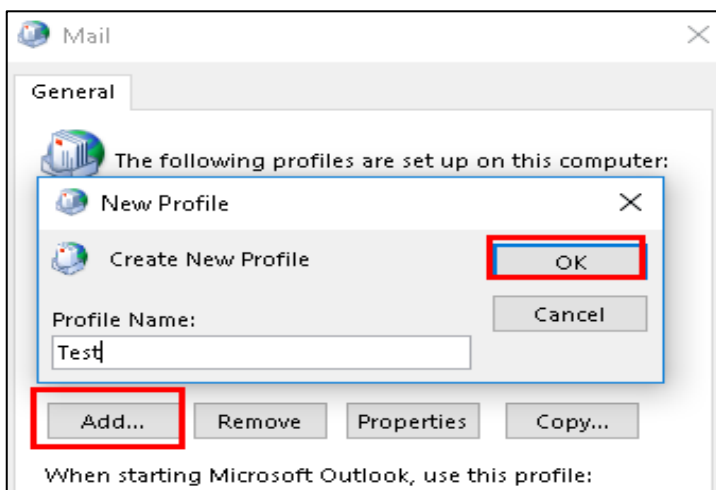 Mail
General
The following profiles are set up on this computer:
New Profile
Create New Profile
OK
Cancel
Profile Name:
Test
Add... Remove Properties Copy...
When starting Microsoft Outlook, use this profile: